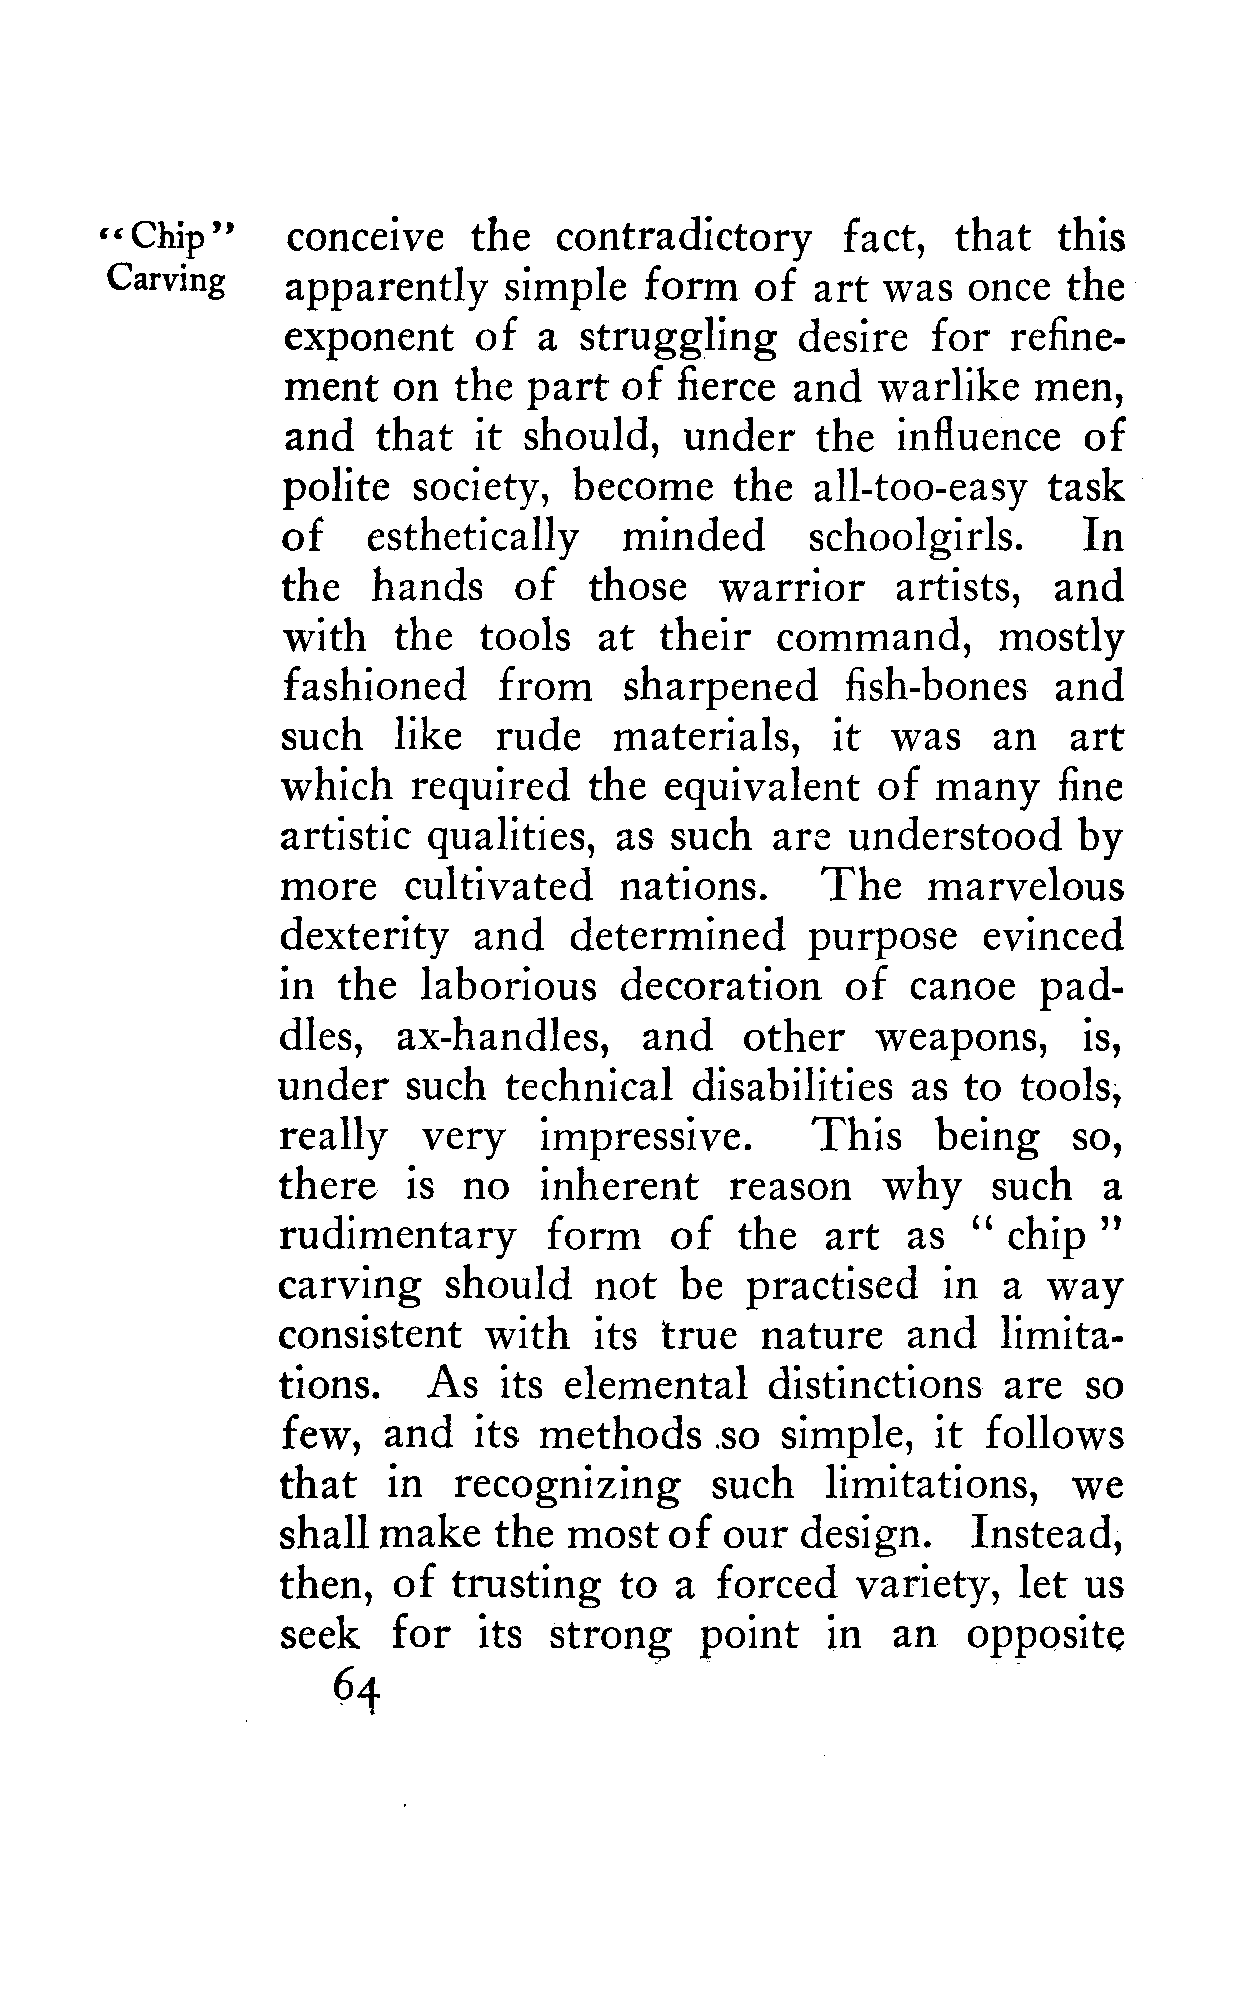 “Chip”
Carving
conceive the contradictory fact, that this
apparently simple form of art was once the
exponent of a struggling desire for refine-
ment on the part of fierce and warlike men,
and that it should, under the influence of
polite society, become the all-too-easy task
of esthetically minded schoolgirls. In
the hands of those warrior artists, and
with the tools at their command, mostly
fashioned from sharpened fish-bones and
such like rude materials, it was an art
which required the equivalent of many fine
artistic qualities, as such are understood by
more cultivated nations. The marvelous
dexterity and determined purpose evinced
in the laborious decoration of canoe pad-
dles, ax-handles, and other weapons, is,
under such technical disabilities as to tools,
really very impressive. This being so,
there is no inherent reason why such a
rudimentary form of the art as “ chip ”
carving should not be practised in a way
consistent with its true nature and limita-
tions. As its elemental distinctions are so
few, and its methods so simple, it follows
that in recognizing such limitations, we
shall make the most of our design. Instead,
then, of trusting to a forced variety, let us
seek for its strong point in an opposite
64